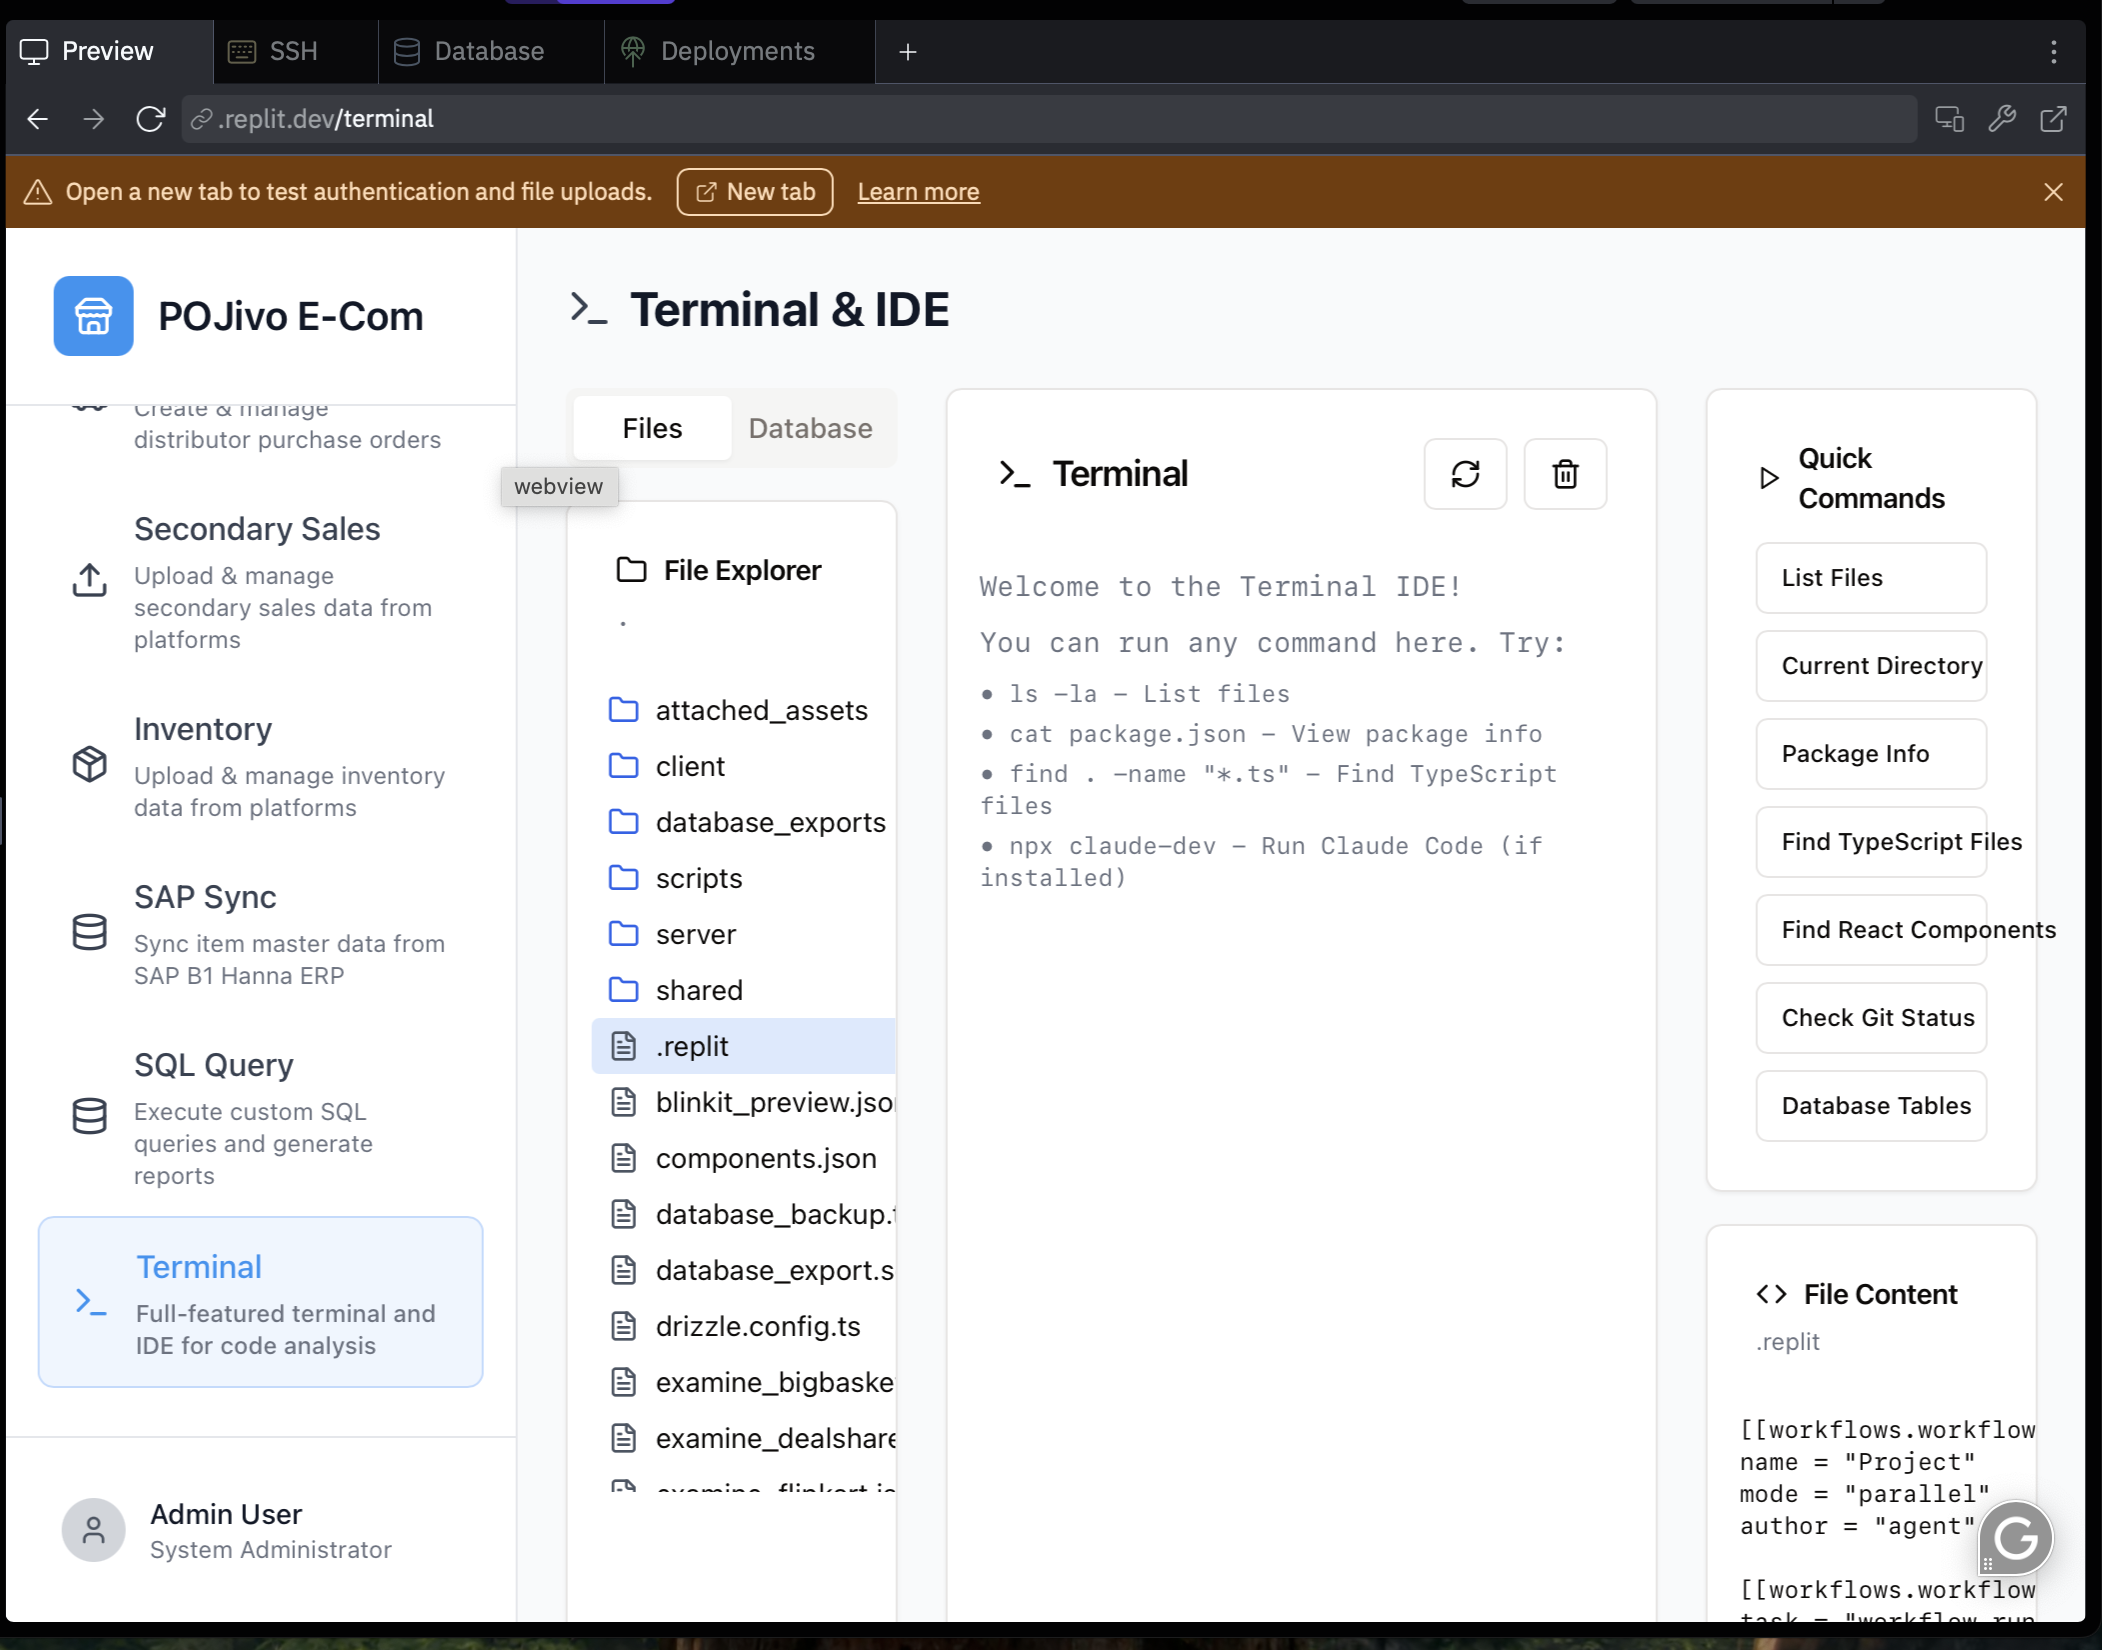 Preview
SSH
Database
Deployments
.replit.dev/terminal
Open a new tab to test authentication and file uploads.
New tab
Learn more
POJivo E-Com
Create & manage
distributor purchase orders
Secondary Sales
Upload & manage
secondary sales data from
platforms
Inventory
Upload & manage inventory
data from platforms
SAP Sync
Sync item master data from
SAP B1 Hanna ERP
SQL Query
Execute custom SQL
queries and generate
reports
Terminal
Full-featured terminal and
IDE for code analysis
Admin User
System Administrator
>_ Terminal & IDE
Files
Database
webview
File Explorer
.
attached_assets
client
database_exports
scripts
server
shared
.replit
blinkit_preview.jso
components.json
database_backup.
database_export.s
drizzle.config.ts
examine_bigbaske
examine_dealshare
examine_flipkart.js
>_ Terminal
Welcome to the Terminal IDE!
You can run any command here. Try:
• ls -la - List files
• cat package.json - View package info
• find . -name "*.ts" - Find TypeScript
files
• npx claude-dev - Run Claude Code (if
installed)
Quick
Commands
List Files
Current Directory
Package Info
Find TypeScript Files
Find React Components
Check Git Status
Database Tables
<> File Content
.replit
[[workflows.workflow
name = "Project"
mode = "parallel"
author = "agent"
[[workflows.workflow
task = "workflow.run